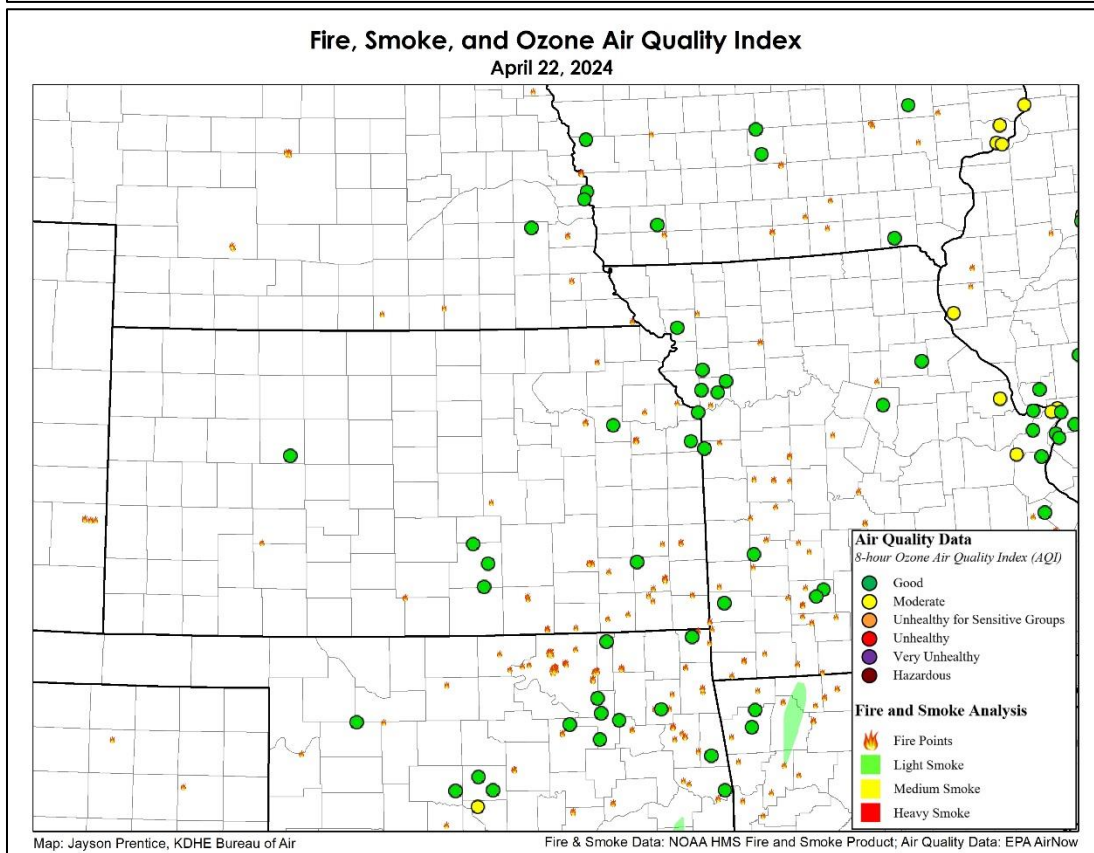 Fire, Smoke, and Ozone Air Quality Index
April 22, 2024
Air Quality Data
8-hour Ozone Air Quality Index (AQI)
Good
Moderate
Unhealthy for Sensitive Groups
Unhealthy
Very Unhealthy
Hazardous
Fire and Smoke Analysis
Fire Points
Light Smoke
Medium Smoke
Heavy Smoke
Map: Jayson Prentice, KDHE Bureau of Air
Fire & Smoke Data: NOAA HMS Fire and Smoke Product; Air Quality Data: EPA AirNow